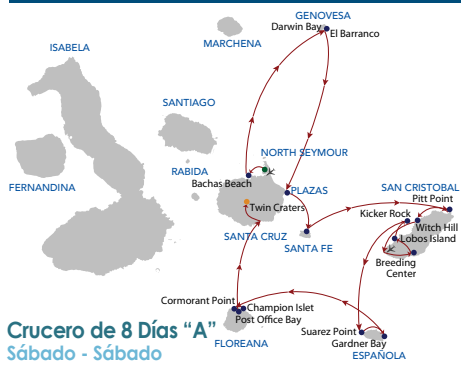 GENOVESA
Darwin Bay
El Barranco
MARCHENA
ISABELA
SANTIAGO
NORTH SEYMOUR
RABIDA
Bachas Beach
PLAZAS
FERNANDINA
Twin Craters
SAN CRISTOBAL
Pitt Point
Kicker Rock
Witch Hill
Lobos Island
SANTA CRUZ
SANTA FE
Breeding
Center
Cormorant Point
Champion Islet
Post Office Bay
FLOREANA
Suarez Point
Gardner Bay
ESPAÑOLA
Crucero de 8 Días “A”
Sábado - Sábado